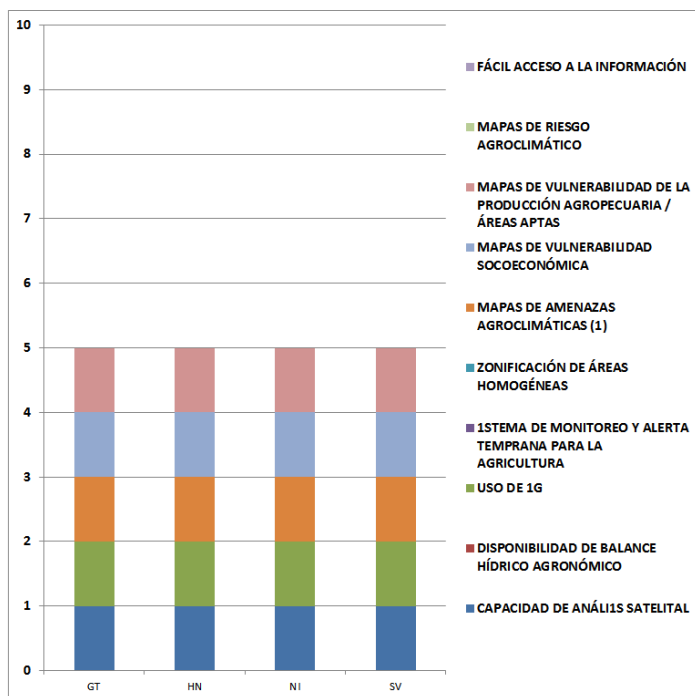 10
9
8
7
6
5
4
3
2
1
0
GT
HN
NI
SV
FÁCIL ACCESO A LA INFORMACIÓN
MAPAS DE RIESGO
AGROCLIMÁTICO
MAPAS DE VULNERABILIDAD DE LA
PRODUCCIÓN AGROPECUARIA /
ÁREAS APTAS
MAPAS DE VULNERABILIDAD
SOCOECONÓMICA
MAPAS DE AMENAZAS
AGROCLIMÁTICAS (1)
ZONIFICACIÓN DE ÁREAS
HOMOGÉNEAS
1STEMA DE MONITOREO Y ALERTA
TEMPRANA PARA LA
AGRICULTURA
USO DE 1G
DISPONIBILIDAD DE BALANCE
HÍDRICO AGRONÓMICO
CAPACIDAD DE ANÁLI1S SATELITAL